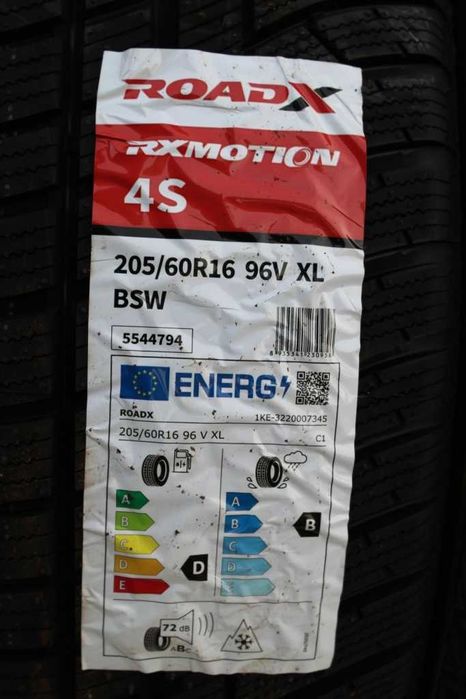 ROADX
RXMOTION
4S
205/60R16 96V XL
BSW
5544794
ENERG
ROADX
1KE-3220007345
205/60R16 96 V XL
C1
A
A
B
B
B
C
C
D
D
D
E
E
72 dB
ABC